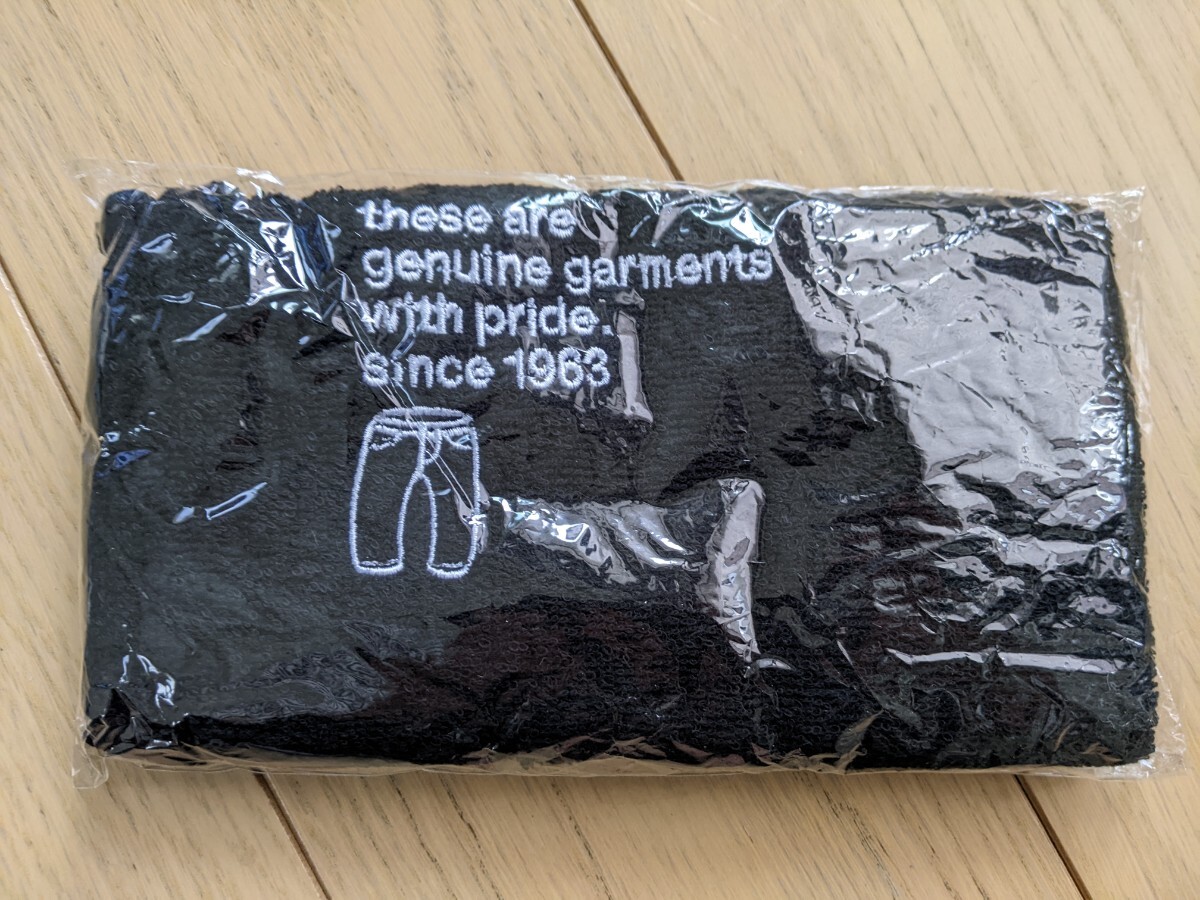 these are
genuine garments
with pride.
since 1963